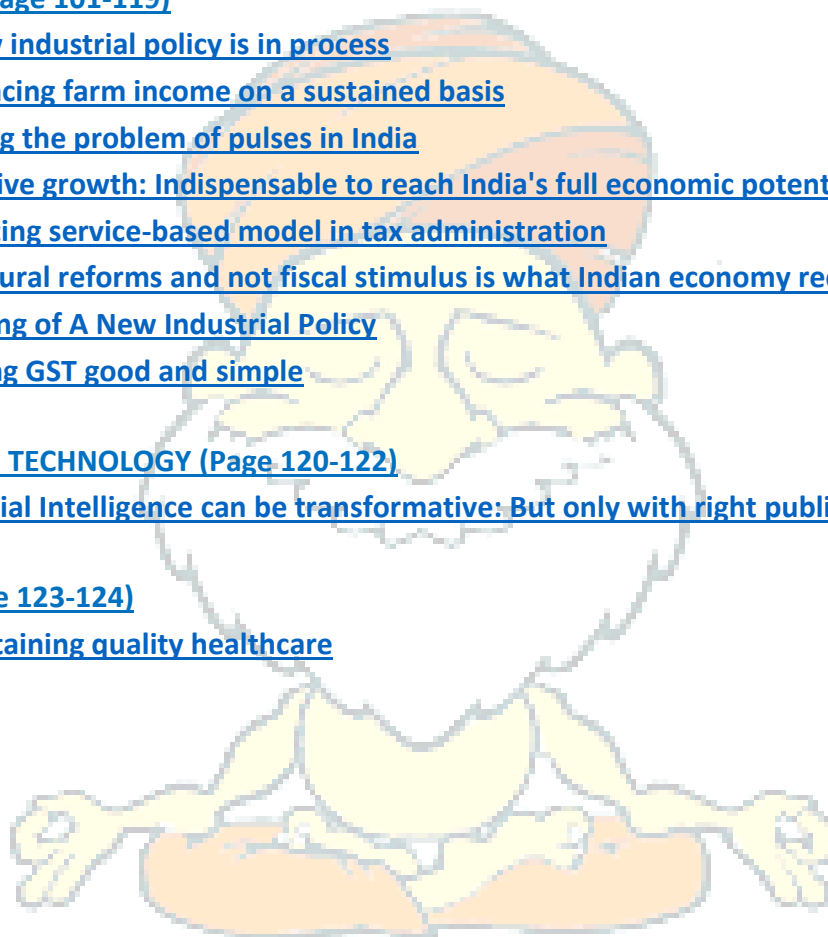 age 101-119)
industrial policy is in process
cing farm income on a sustained basis
g the problem of pulses in India
ive growth: Indispensable to reach India's full economic potent
ting service-based model in tax administration
ural reforms and not fiscal stimulus is what Indian economy re
ng of A New Industrial Policy
g GST good and simple
TECHNOLOGY (Page 120-122)
ial Intelligence can be transformative: But only with right publi
e 123-124)
taining quality healthcare